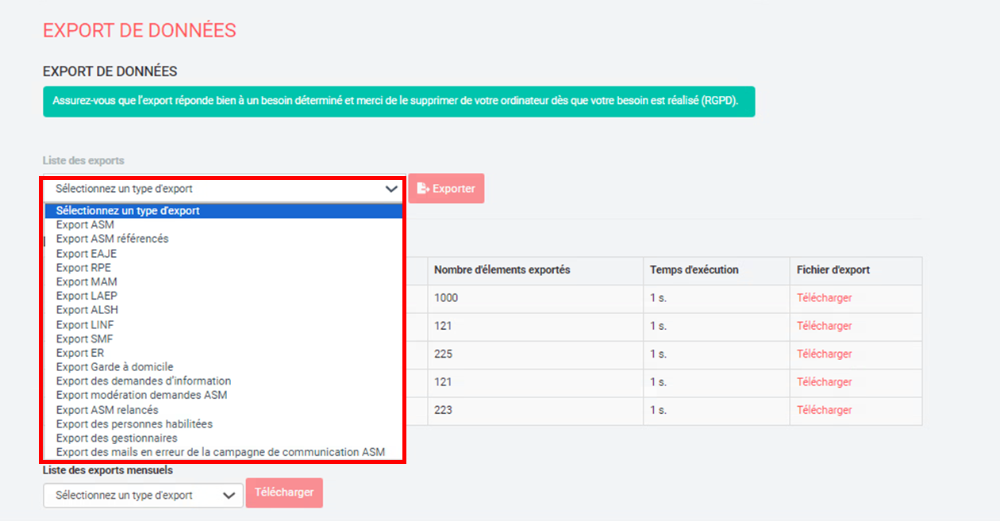 EXPORT DE DONNÉES
EXPORT DE DONNÉES
Assurez-vous que l'export réponde bien à un besoin déterminé et merci de le supprimer de votre ordinateur dès que votre besoin est réalisé (RGPD).
Liste des exports
Sélectionnez un type d'export
Exporter
Sélectionnez un type d'export
Export ASM
Export ASM référencés
Export EAJE
Export RPE
Export MAM
Export LAEP
Export ALSH
Export LINF
Export SMF
Export ER
Export Garde à domicile
Export des demandes d'information
Export modération demandes ASM
Export ASM relancés
Export des personnes habilitées
Export des gestionnaires
Export des mails en erreur de la campagne de communication ASM
Nombre d'élements exportés Temps d'exécution Fichier d'export
1000 1 s. Télécharger
121 1 s. Télécharger
225 1 s. Télécharger
121 1 s. Télécharger
223 1 s. Télécharger
Liste des exports mensuels
Sélectionnez un type d'export
Télécharger